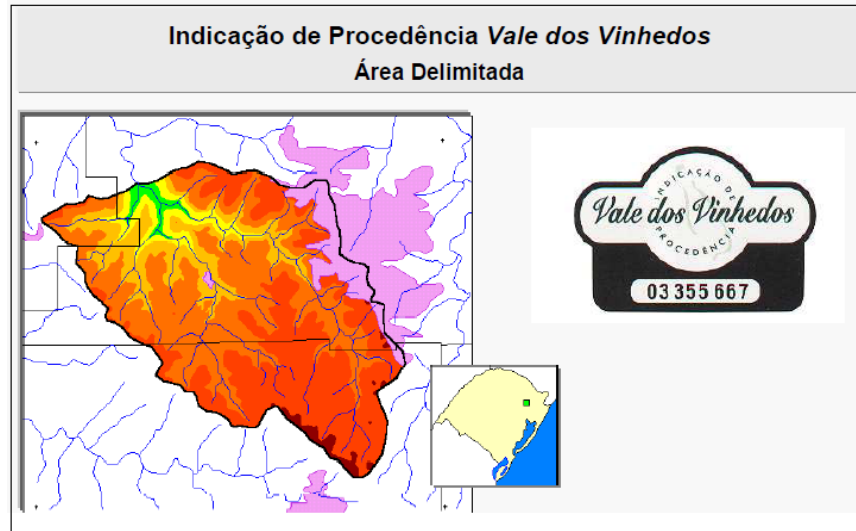 Indicação de Procedência Vale dos Vinhedos
Área Delimitada
INDICAÇÃO DE
Vale dos Vinhedos
PROCEDÊNCIA
03 355 667